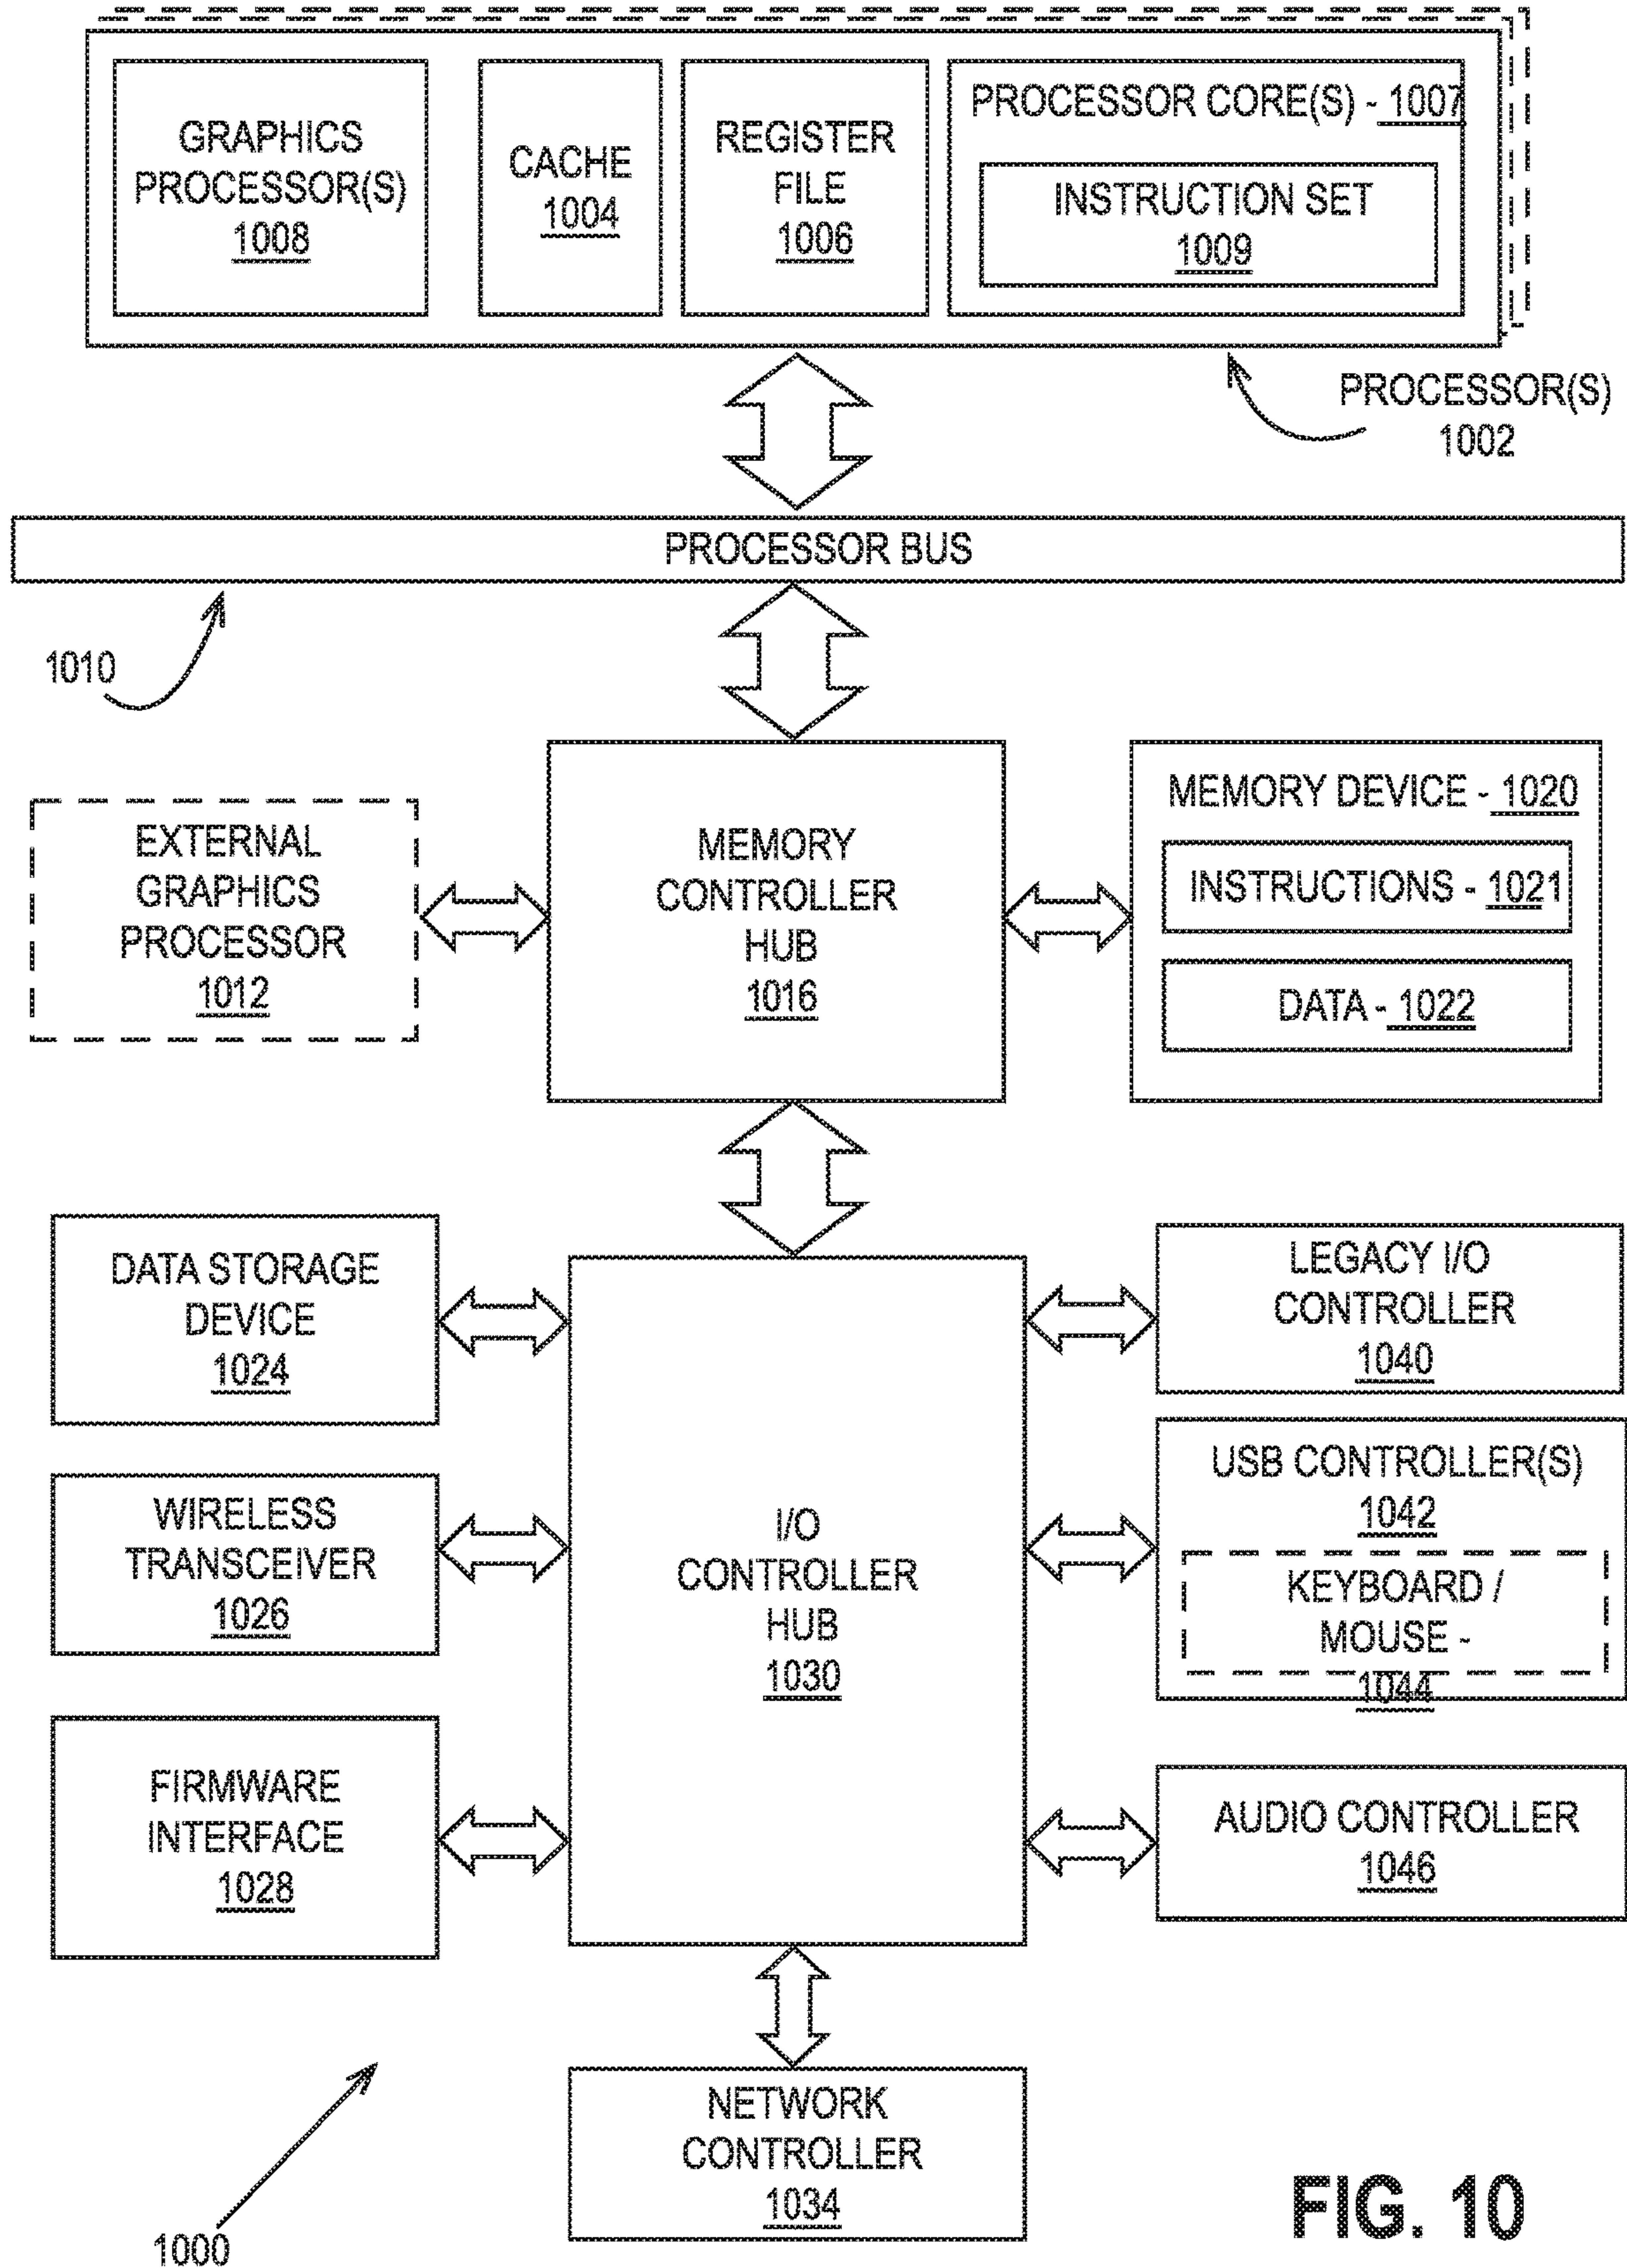 GRAPHICS
PROCESSOR(S)
1008
CACHE
1004
REGISTER
FILE
1006
PROCESSOR CORE(S) - 1007
INSTRUCTION SET
1009
PROCESSOR(S)
1002
PROCESSOR BUS
1010
EXTERNAL
GRAPHICS
PROCESSOR
1012
MEMORY
CONTROLLER
HUB
1016
MEMORY DEVICE - 1020
INSTRUCTIONS - 1021
DATA - 1022
DATA STORAGE
DEVICE
1024
WIRELESS
TRANSCEIVER
1026
FIRMWARE
INTERFACE
1028
I/O
CONTROLLER
HUB
1030
LEGACY I/O
CONTROLLER
1040
USB CONTROLLER(S)
1042
KEYBOARD /
MOUSE -
1044
AUDIO CONTROLLER
1046
NETWORK
CONTROLLER
1034
1000
FIG. 10